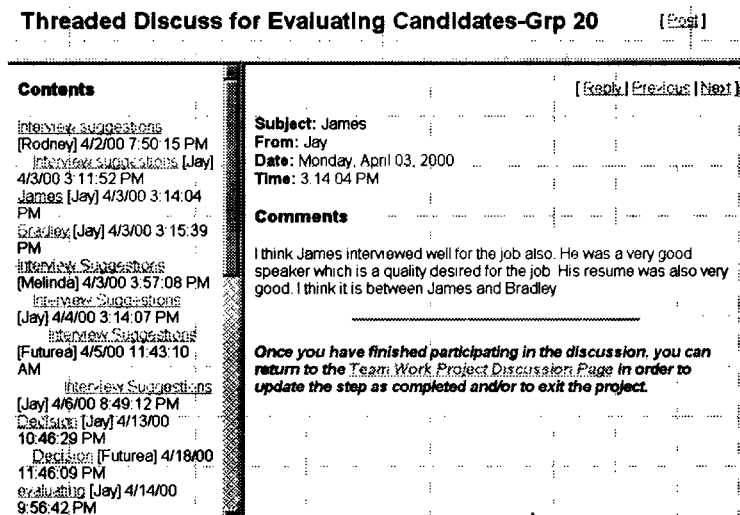 Threaded Discuss for Evaluating Candidates-Grp 20
[Post]
Contents
Interview suggestions
[Rodney] 4/2/00 7:50:15 PM
Interview suggestions [Jay]
4/3/00 3:11:52 PM
James [Jay] 4/3/00 3:14:04
PM
Bradley [Jay] 4/3/00 3:15:39
PM
Interview Suggestions
[Melinda] 4/3/00 3:57:08 PM
Interview Suggestions
[Jay] 4/4/00 3:14:07 PM
Interview Suggestions
[Futurea] 4/5/00 11:43:10
AM
Interview Suggestions
[Jay] 4/6/00 8:49:12 PM
Decision [Jay] 4/13/00
10:46:29 PM
Decision [Futurea] 4/18/00
11:46:09 PM
evaluating [Jay] 4/14/00
9:56:42 PM
[ Reply | Previous | Next ]
Subject: James
From: Jay
Date: Monday, April 03, 2000
Time: 3:14:04 PM
Comments
I think James interviewed well for the job also. He was a very good
speaker which is a quality desired for the job. His resume was also very
good. I think it is between James and Bradley
Once you have finished participating in the discussion, you can
return to the Team Work Project Discussion Page in order to
update the step as completed and/or to exit the project.